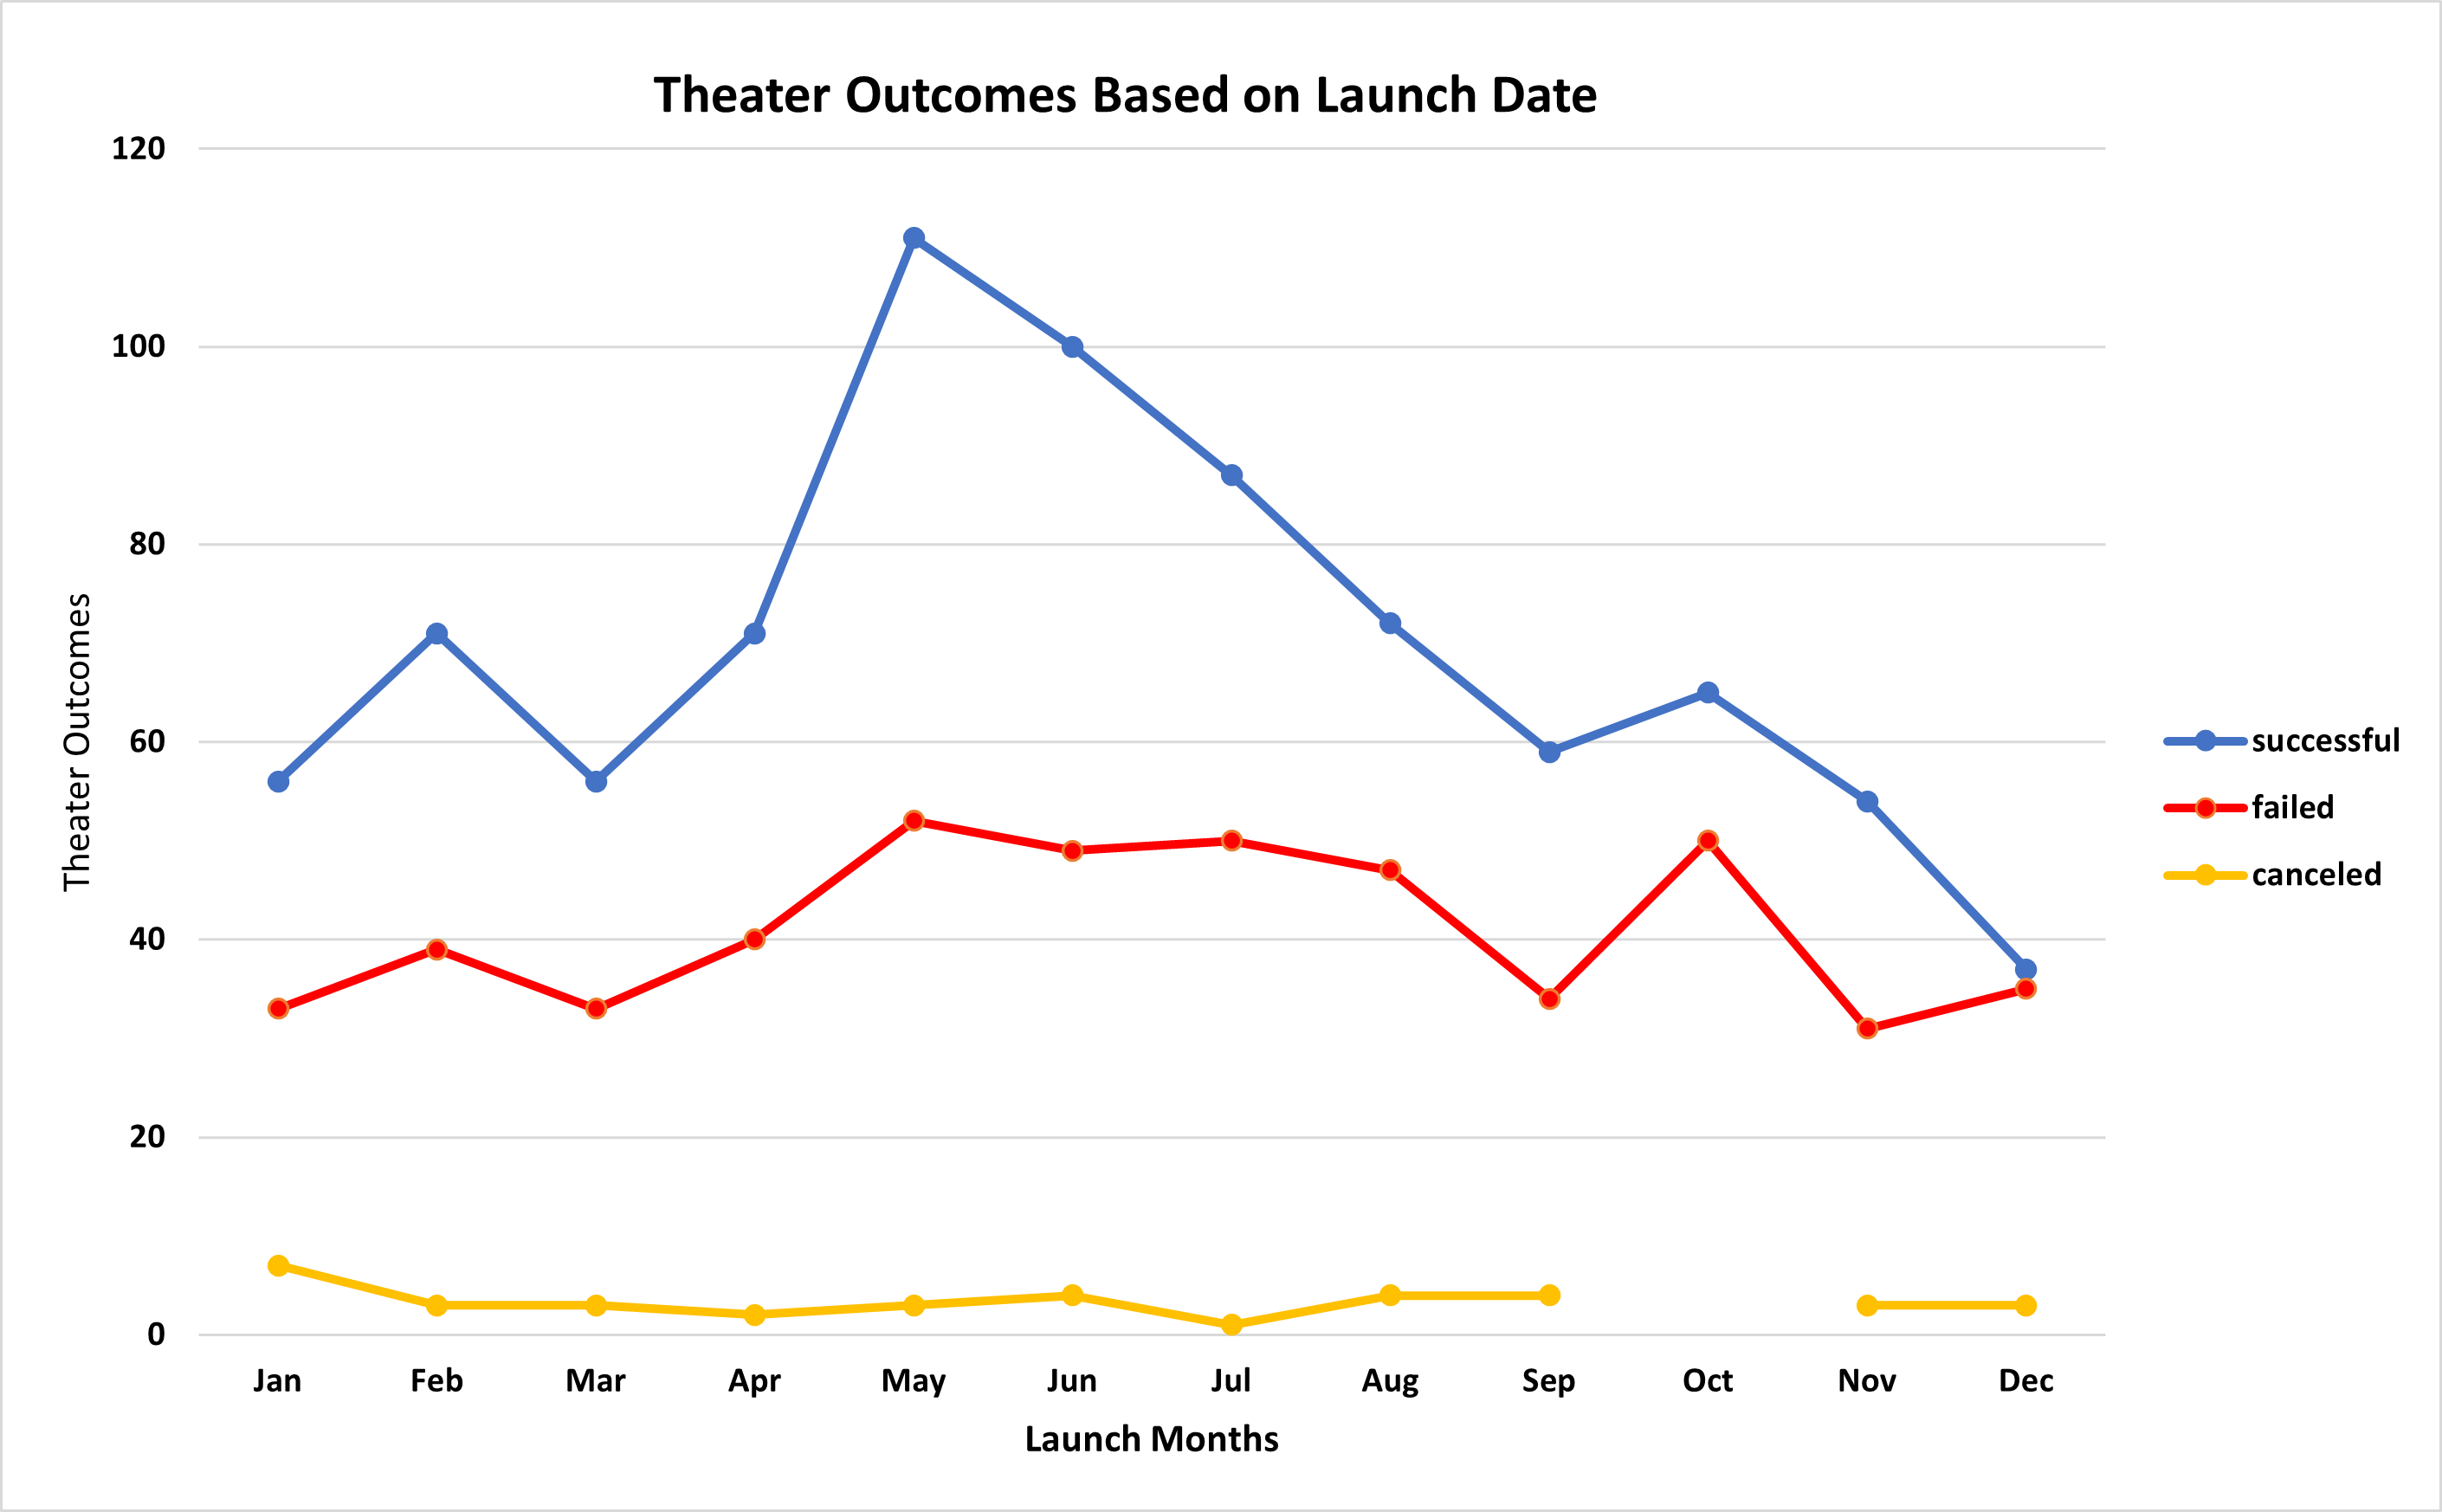 Theater Outcomes Based on Launch Date
120
100
80
60
40
20
0
Theater Outcomes
Jan Feb Mar Apr May Jun Jul Aug Sep Oct Nov Dec
Launch Months
successful
failed
canceled